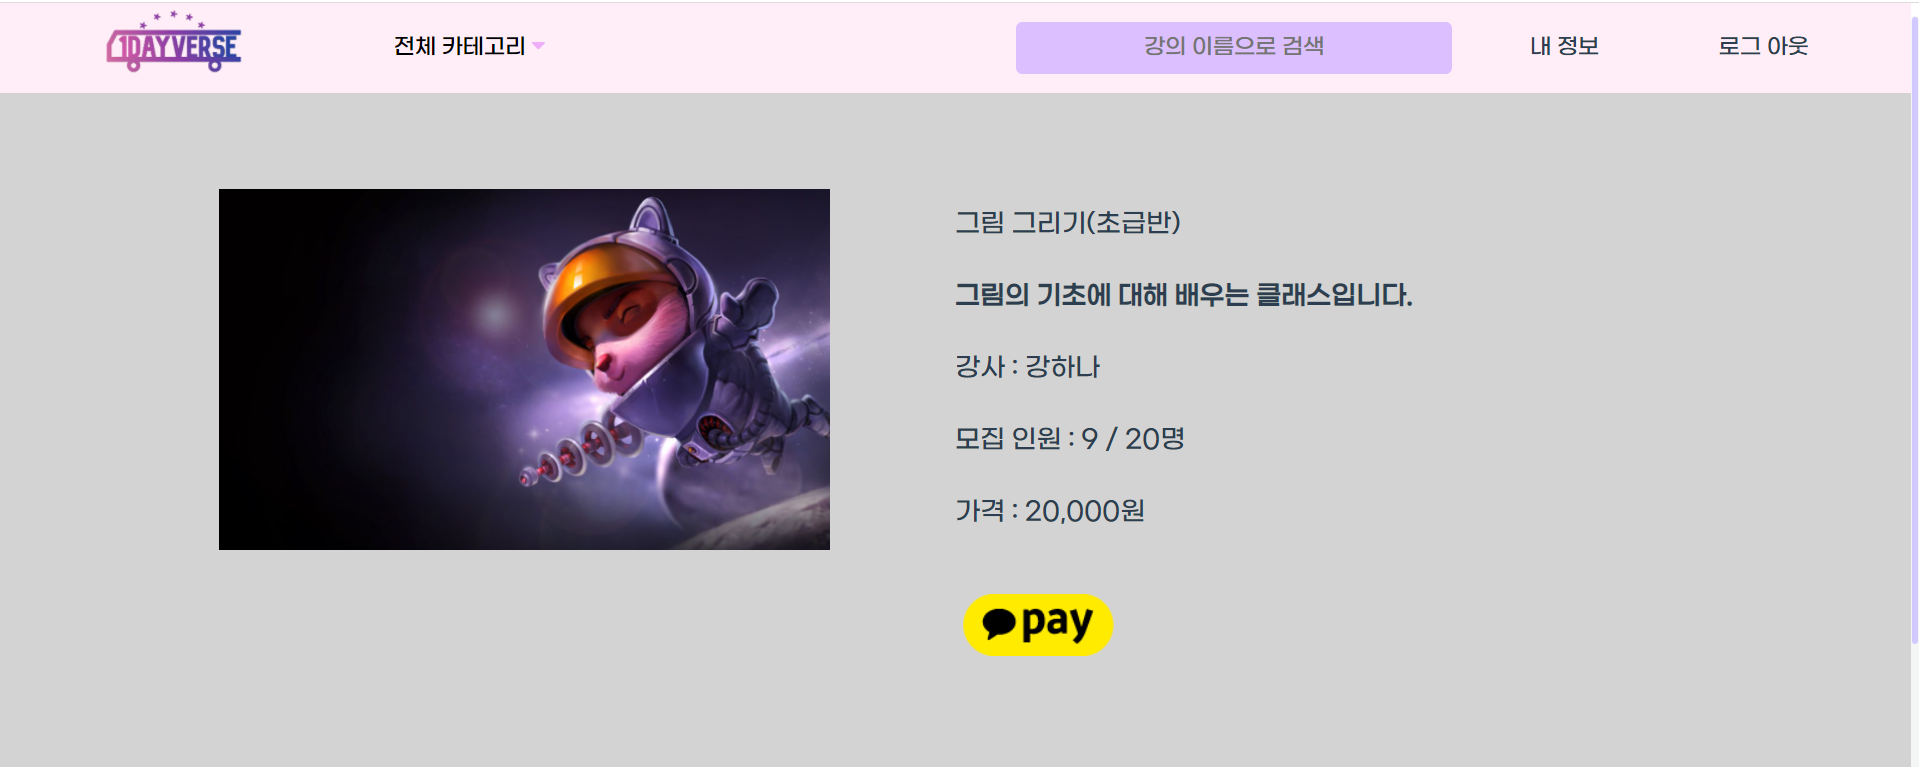 1DAYVERSE
전체 카테고리
강의 이름으로 검색
내 정보
로그 아웃
그림 그리기(초급반)
그림의 기초에 대해 배우는 클래스입니다.
강사 : 강하나
모집 인원 : 9 / 20명
가격 : 20,000원
pay